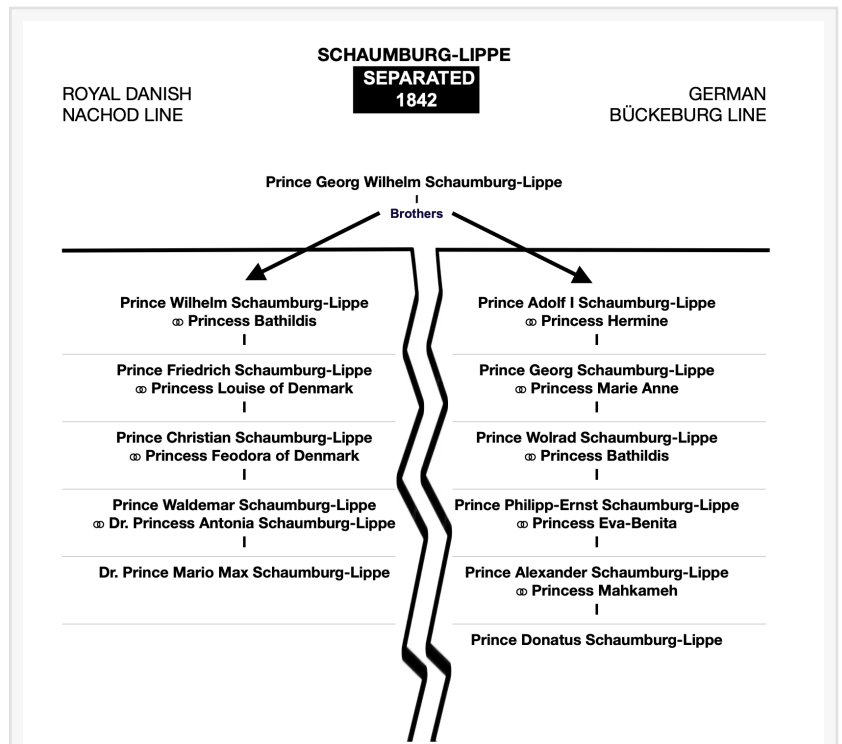 SCHAUMBURG-LIPPE
SEPARATED
1842
ROYAL DANISH
NACHOD LINE
GERMAN
BÜCKEBURG LINE
Prince Georg Wilhelm Schaumburg-Lippe
Brothers
Prince Wilhelm Schaumburg-Lippe
⚭ Princess Bathildis
Prince Friedrich Schaumburg-Lippe
⚭ Princess Louise of Denmark
Prince Christian Schaumburg-Lippe
⚭ Princess Feodora of Denmark
Prince Waldemar Schaumburg-Lippe
⚭ Dr. Princess Antonia Schaumburg-Lippe
Dr. Prince Mario Max Schaumburg-Lippe
Prince Adolf I Schaumburg-Lippe
⚭ Princess Hermine
Prince Georg Schaumburg-Lippe
⚭ Princess Marie Anne
Prince Wolrad Schaumburg-Lippe
⚭ Princess Bathildis
Prince Philipp-Ernst Schaumburg-Lippe
⚭ Princess Eva-Benita
Prince Alexander Schaumburg-Lippe
⚭ Princess Mahkameh
Prince Donatus Schaumburg-Lippe